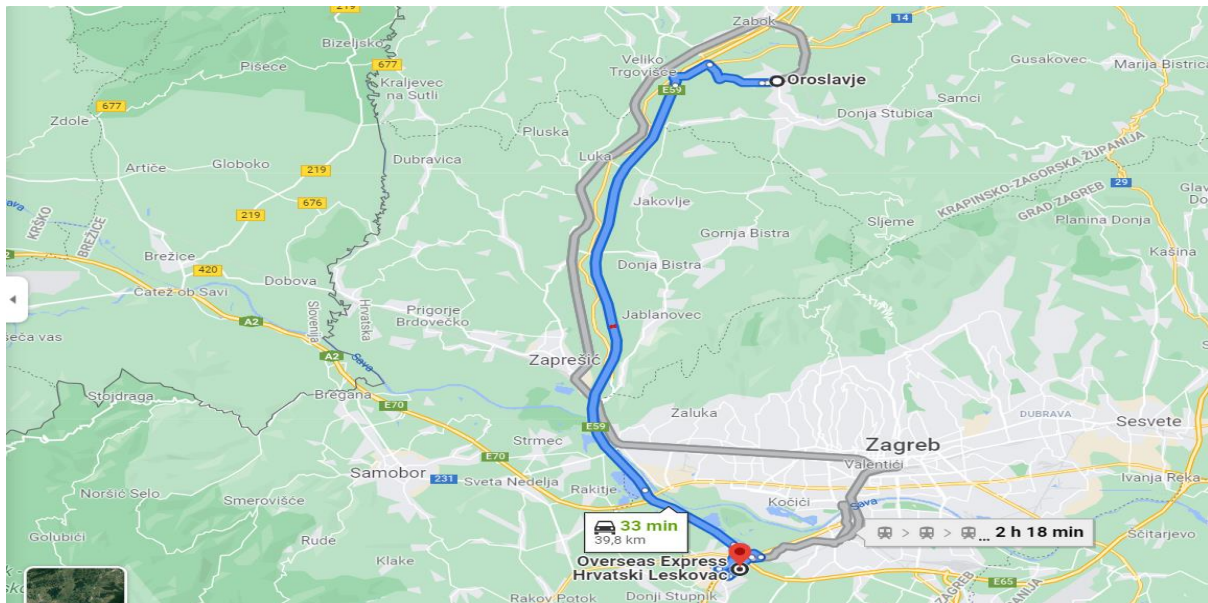 219
Zabok
14
Bizeljsko
Veliko
Trgovišće
Gusakovec
Marija Bistrica
Pišece
677
Kraljevec
na Sutli
Oroslavje
E59
Samci
677
Donja Stubica
Zdole
Pluska
Luka
KRAPINSKO-ZAGORSKA ŽUPANIJA
GRAD ZAGREB
Artiče
Globoko
219
Dubravica
29
676
Jakovlje
219
Sljeme
Planina Donja
KRŠKO
BREŽICE
Gornja Bistra
Kašina
Brežice
420
Dobova
Donja Bistra
Čatež ob Savi
Slovenija
Hrvatska
Prigorje
Brdovečko
Jablanovec
A2
A2
Sava
Zaprešić
Stojdraga
Bregana
E70
Zaluka
DUBRAVA
Sesvete
E59
Strmec
Zagreb
E70
Valentići
Samobor
231
Sveta Nedelja
Ivanja Reka
Noršić Selo
Smerovišće
Rakitje
Kočići
Sava
33 min
39,8 km
2 h 18 min
Golubići
Rude
Ščitarjevo
Klake
Overseas Express
Hrvatski Leskovac
E65
Rakov Potok
Donji Stupnik
ZAGREB